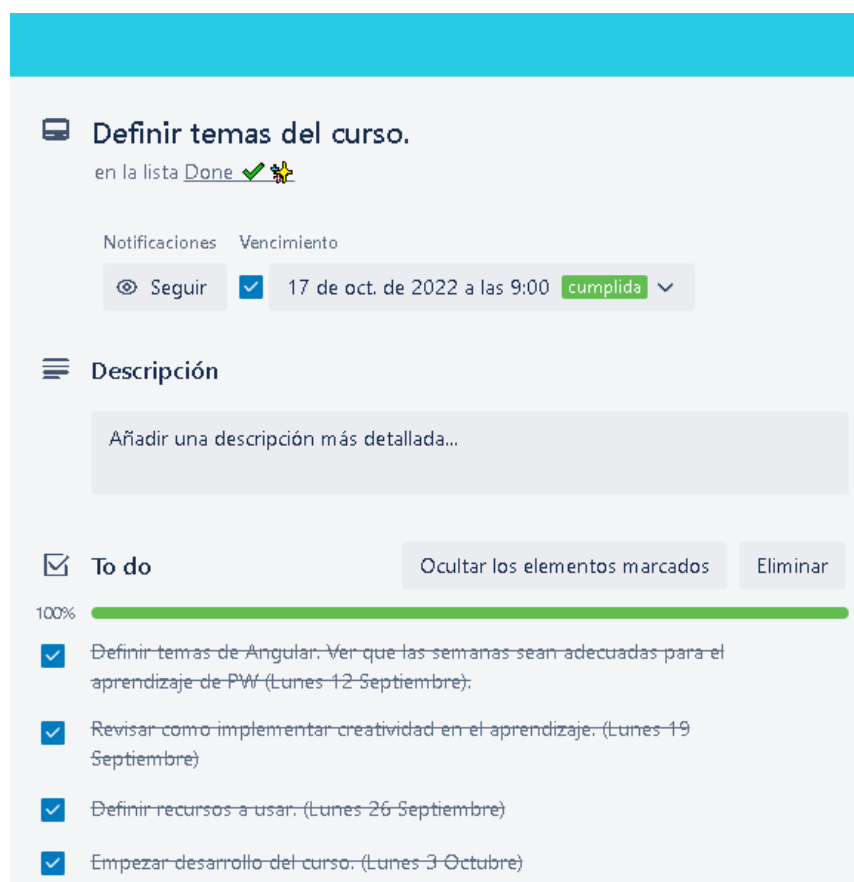 Definir temas del curso.
en la lista Done ✔ ✨
Notificaciones Vencimiento
Seguir 17 de oct. de 2022 a las 9:00 cumplida
Descripción
Añadir una descripción más detallada...
To do Ocultar los elementos marcados Eliminar
100%
Definir temas de Angular. Ver que las semanas sean adecuadas para el
aprendizaje de PW (Lunes 12 Septiembre).
Revisar como implementar creatividad en el aprendizaje. (Lunes 19
Septiembre)
Definir recursos a usar. (Lunes 26 Septiembre)
Empezar desarrollo del curso. (Lunes 3 Octubre)